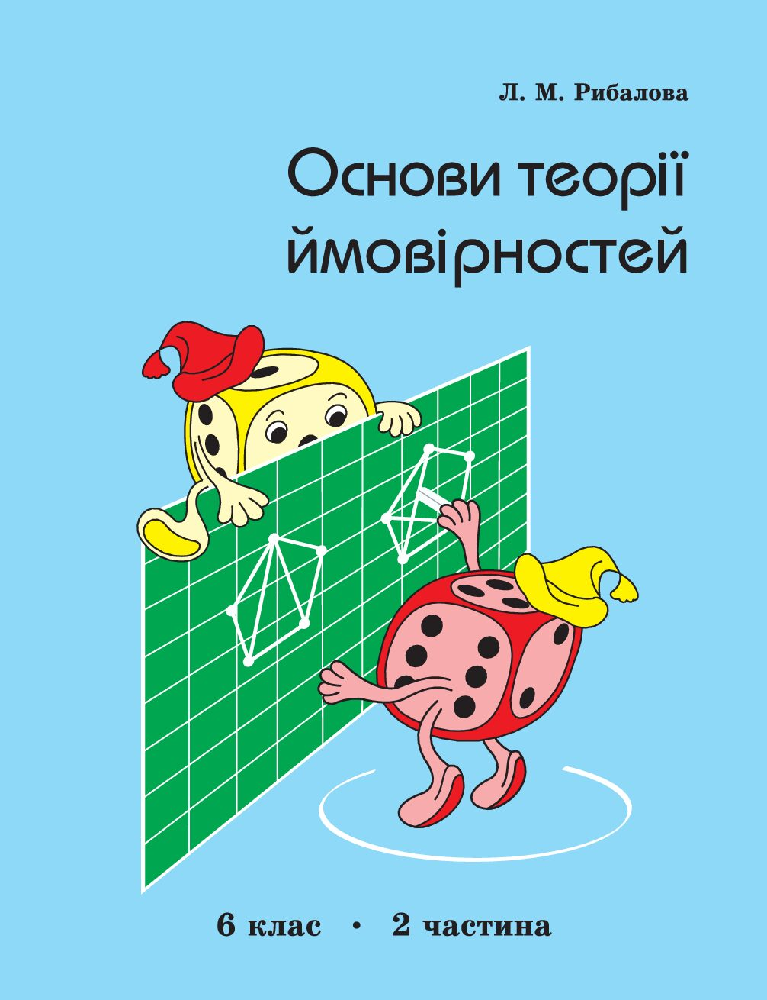 Л. М. Рибалова
Основи теорії
ймовірностей
6 клас • 2 частина